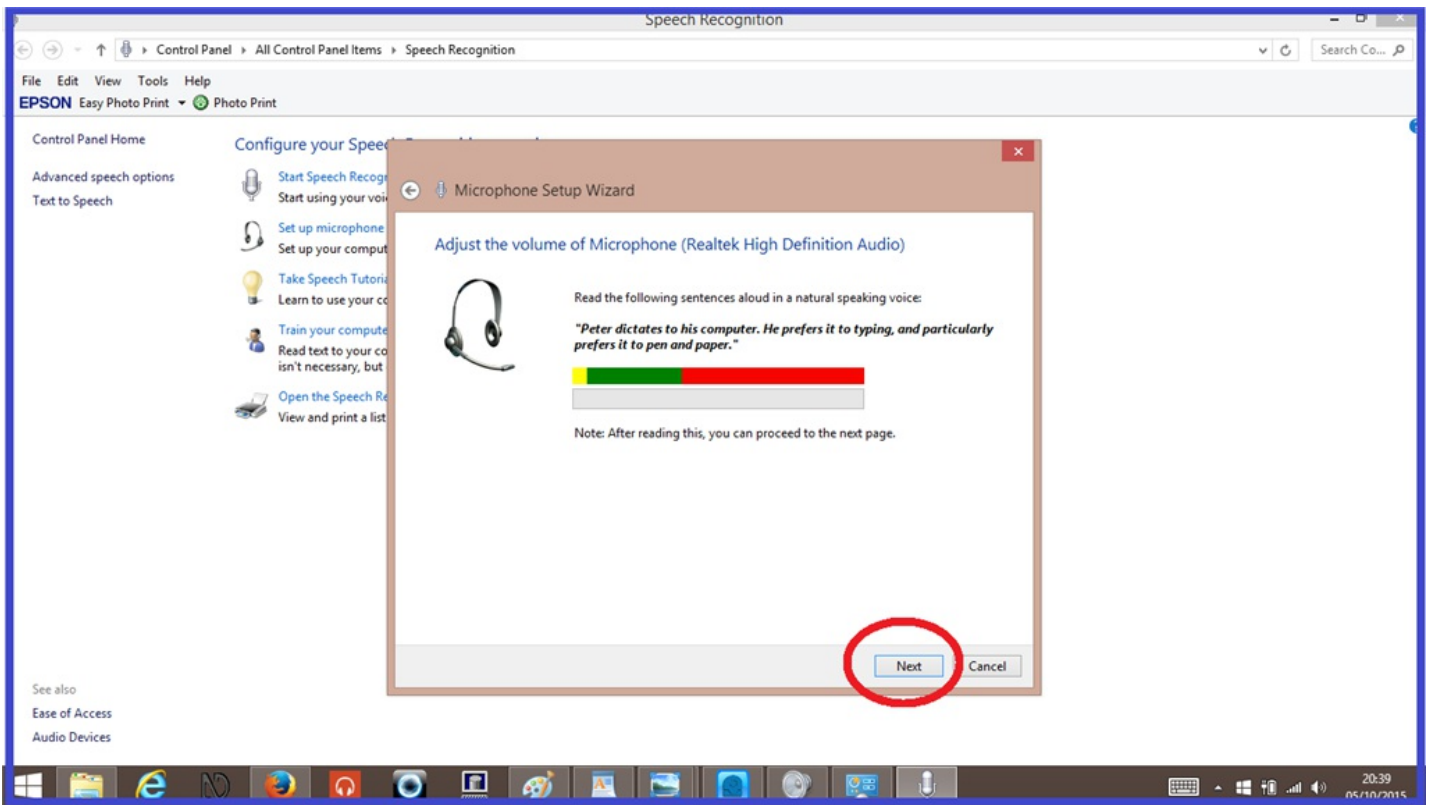 Speech Recognition
Control Panel All Control Panel Items Speech Recognition
Search Co...
File Edit View Tools Help
EPSON Easy Photo Print Photo Print
Control Panel Home
Advanced speech options
Text to Speech
Configure your Speec
Start Speech Recogn
Start using your voi
Set up microphone
Set up your comput
Take Speech Tutoria
Learn to use your co
Train your compute
Read text to your co
isn't necessary, but
Open the Speech Re
View and print a list
Microphone Setup Wizard
Adjust the volume of Microphone (Realtek High Definition Audio)
Read the following sentences aloud in a natural speaking voice:
"Peter dictates to his computer. He prefers it to typing, and particularly
prefers it to pen and paper."
Note: After reading this, you can proceed to the next page.
Next Cancel
See also
Ease of Access
Audio Devices
20:39
05/10/2015